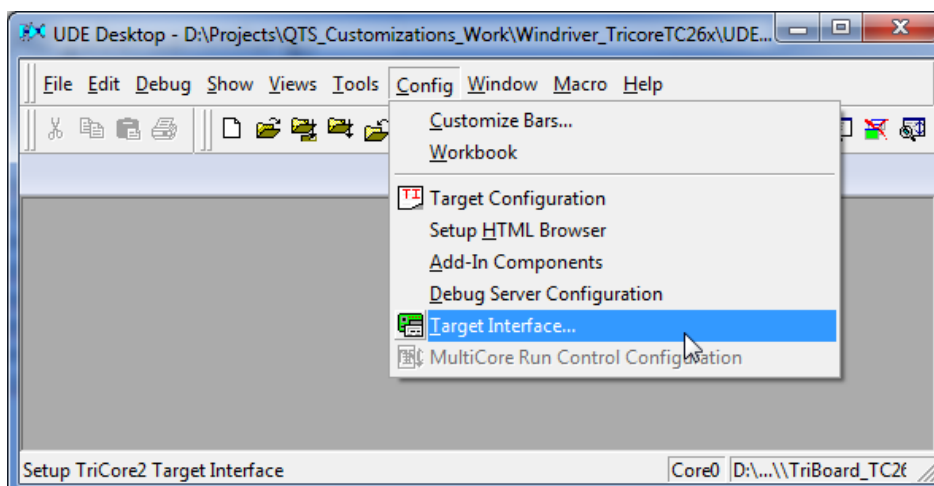 UDE Desktop - D:\Projects\QTS_Customizations_Work\Windriver_TricoreTC26x\UDE...
File Edit Debug Show Views Tools Config Window Macro Help
Customize Bars...
Workbook
TI Target Configuration
Setup HTML Browser
Add-In Components
Debug Server Configuration
Target Interface...
MultiCore Run Control Configuration
Setup TriCore2 Target Interface Core0 D:\...\\TriBoard_TC26